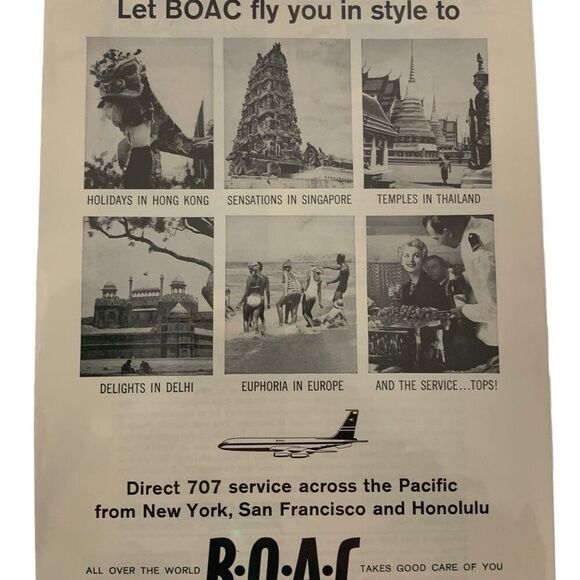 Let BOAC fly you in style to
HOLIDAYS IN HONG KONG
SENSATIONS IN SINGAPORE
TEMPLES IN THAILAND
DELIGHTS IN DELHI
EUPHORIA IN EUROPE
AND THE SERVICE...TOPS!
BOAC
Direct 707 service across the Pacific
from New York, San Francisco and Honolulu
ALL OVER THE WORLD B·O·A·C TAKES GOOD CARE OF YOU